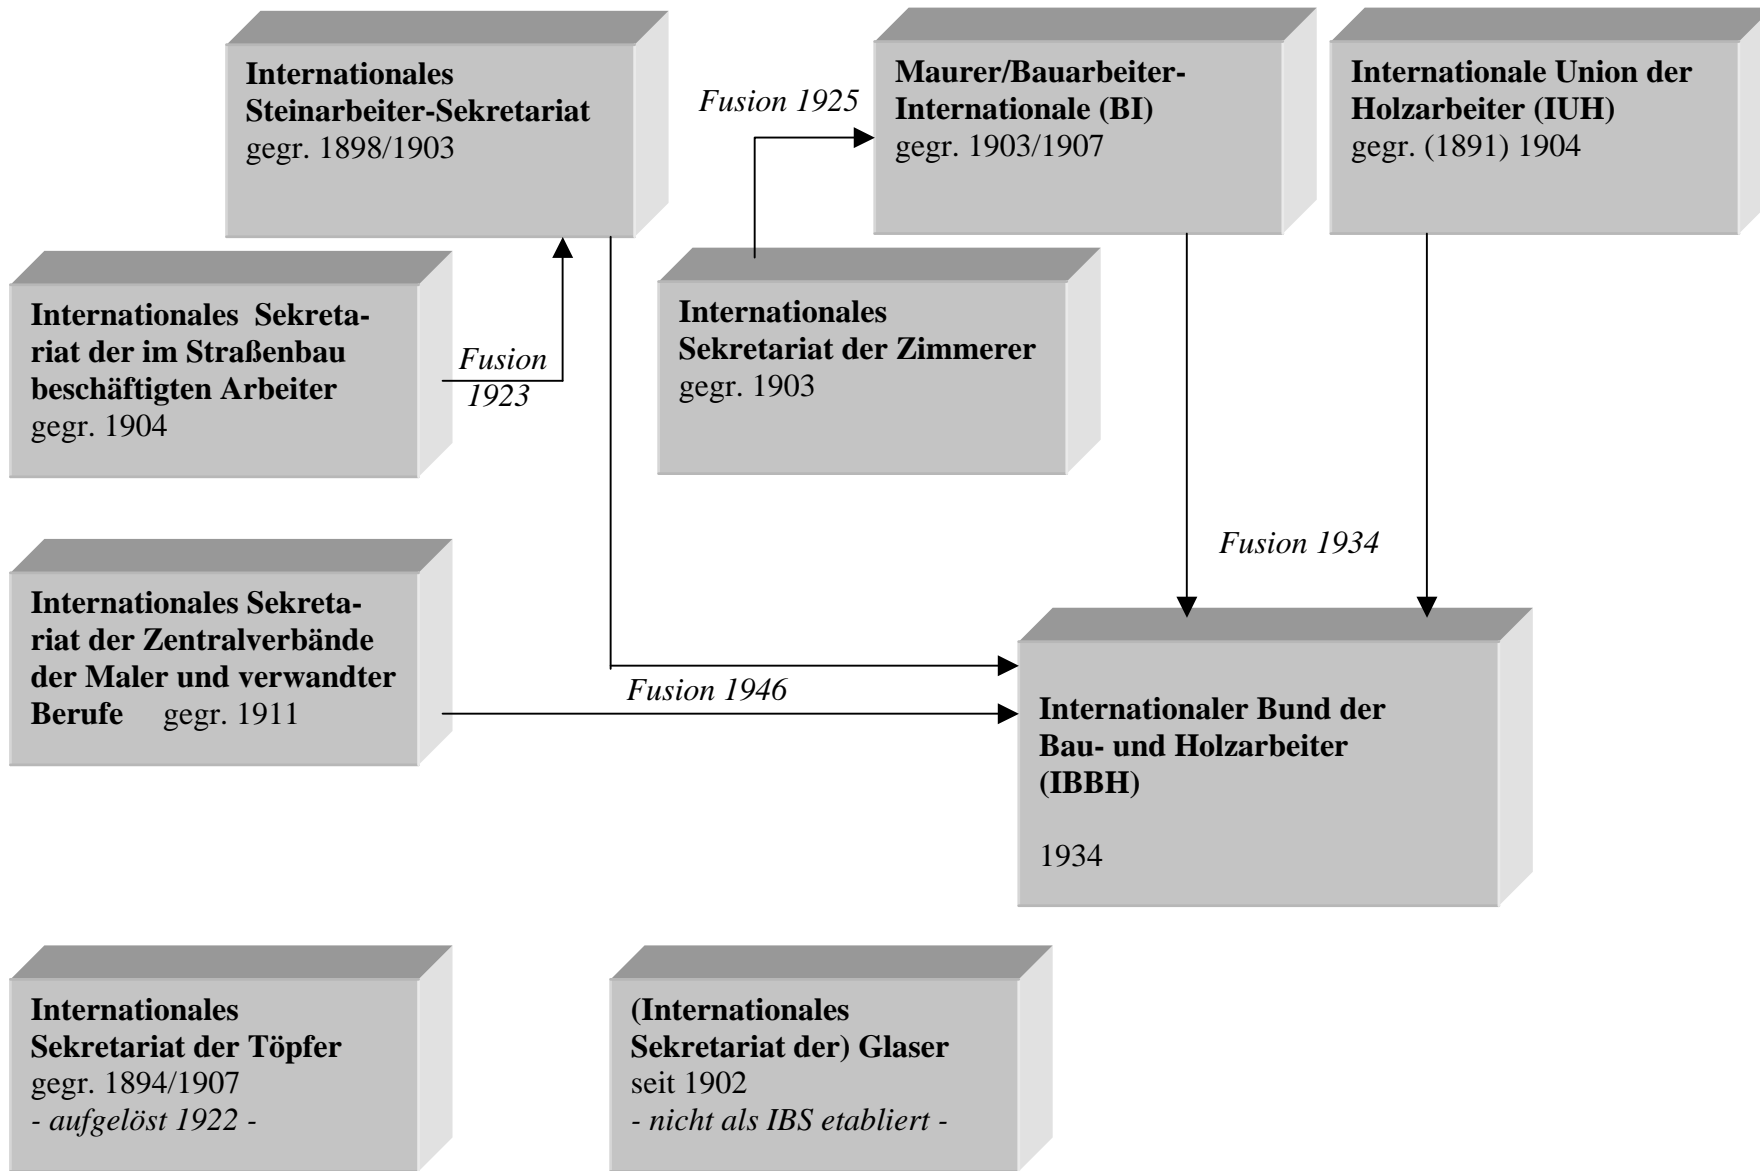 Internationales
Steinarbeiter-Sekretariat
gegr. 1898/1903
Fusion 1925
Maurer/Bauarbeiter-
Internationale (BI)
gegr. 1903/1907
Internationale Union der
Holzarbeiter (IUH)
gegr. (1891) 1904
Internationales Sekreta-
riat der im Straßenbau
beschäftigten Arbeiter
gegr. 1904
Fusion
1923
Internationales
Sekretariat der Zimmerer
gegr. 1903
Fusion 1934
Internationales Sekreta-
riat der Zentralverbände
der Maler und verwandter
Berufe gegr. 1911
Fusion 1946
Internationaler Bund der
Bau- und Holzarbeiter
(IBBH)
1934
Internationales
Sekretariat der Töpfer
gegr. 1894/1907
- aufgelöst 1922 -
(Internationales
Sekretariat der) Glaser
seit 1902
- nicht als IBS etabliert -